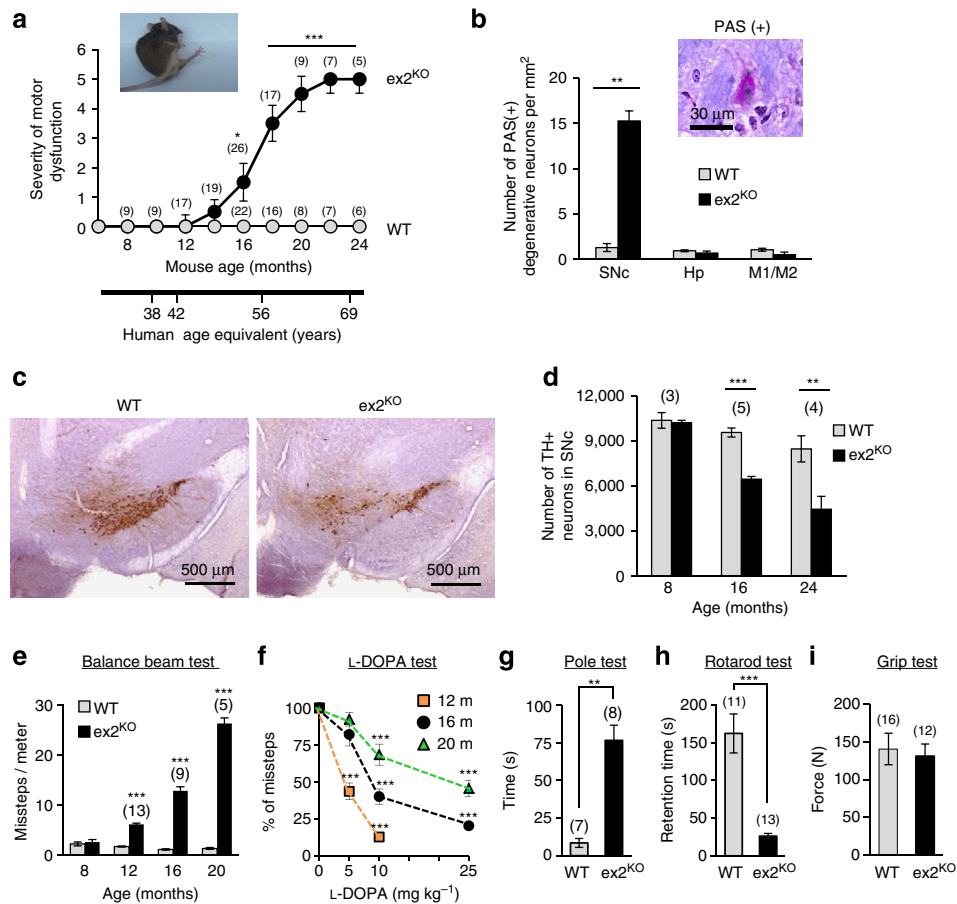 a
Severity of motor
dysfunction
6
5
4
3
2
1
0
***
*
(9)
(9)
(17)
(19)
(26)
(17)
(9)
(7)
(5)
(22)
(16)
(8)
(7)
(6)
ex2KO
WT
8
12
16
20
24
Mouse age (months)
38
42
56
69
Human age equivalent (years)
b
PAS (+)
30 µm
Number of PAS(+)
degenerative neurons per mm2
20
15
10
5
0
**
WT
ex2KO
SNc
Hp
M1/M2
c
WT
ex2KO
500 µm
500 µm
d
Number of TH+
neurons in SNc
12,000
9,000
6,000
3,000
0
(3)
***
(5)
**
(4)
WT
ex2KO
8
16
24
Age (months)
e
Balance beam test
Missteps / meter
30
20
10
0
WT
ex2KO
***
(13)
***
(9)
***
(5)
8
12
16
20
Age (months)
f
L-DOPA test
% of missteps
100
75
50
25
0
12 m
16 m
20 m
***
***
***
***
***
***
0
5
10
25
L-DOPA (mg kg−1)
g
Pole test
Time (s)
100
75
50
25
0
**
(7)
(8)
WT
ex2KO
h
Rotarod test
Retention time (s)
200
150
100
50
0
***
(11)
(13)
WT
ex2KO
i
Grip test
Force (N)
200
150
100
50
0
(16)
(12)
WT
ex2KO